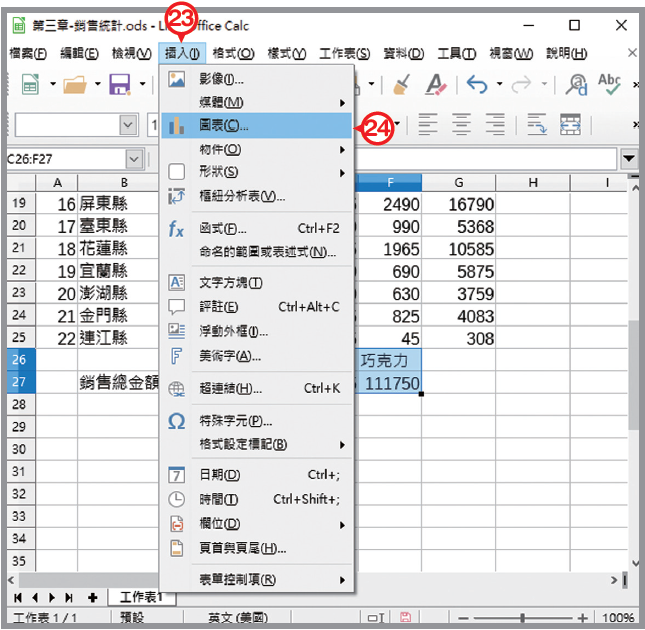 23
第三章-銷售統計.ods - Li Office Calc
檔案(F) 編輯(E) 檢視(V) 插入(I) 格式(O) 樣式(Y) 工作表(S) 資料(D) 工具(T) 視窗(W) 說明(H)
影像(I)...
媒體(M)
圖表(C)...
24
物件(O)
C26:F27
形狀(S)
A B F G H I
樞紐分析表(V)...
19 16 屏東縣 2490 16790
20 17 臺東縣 990 5368
函式(F)... Ctrl+F2
21 18 花蓮縣 1965 10585
命名的範圍或表述式(N)...
22 19 宜蘭縣 690 5875
文字方塊(T)
23 20 澎湖縣 630 3759
評註(E) Ctrl+Alt+C
24 21 金門縣 825 4083
浮動外框(I)...
25 22 連江縣 45 308
美術字(A)...
26 巧克力
27 銷售總金額 111750
超連結(H)... Ctrl+K
28
特殊字元(P)...
29
格式設定標記(B)
30
日期(D) Ctrl+;
31
時間(T) Ctrl+Shift+;
32
欄位(D)
33
頁首與頁尾(H)...
34
表單控制項(R)
35
工作表1
工作表 1 / 1 預設 英文 (美國) 100%